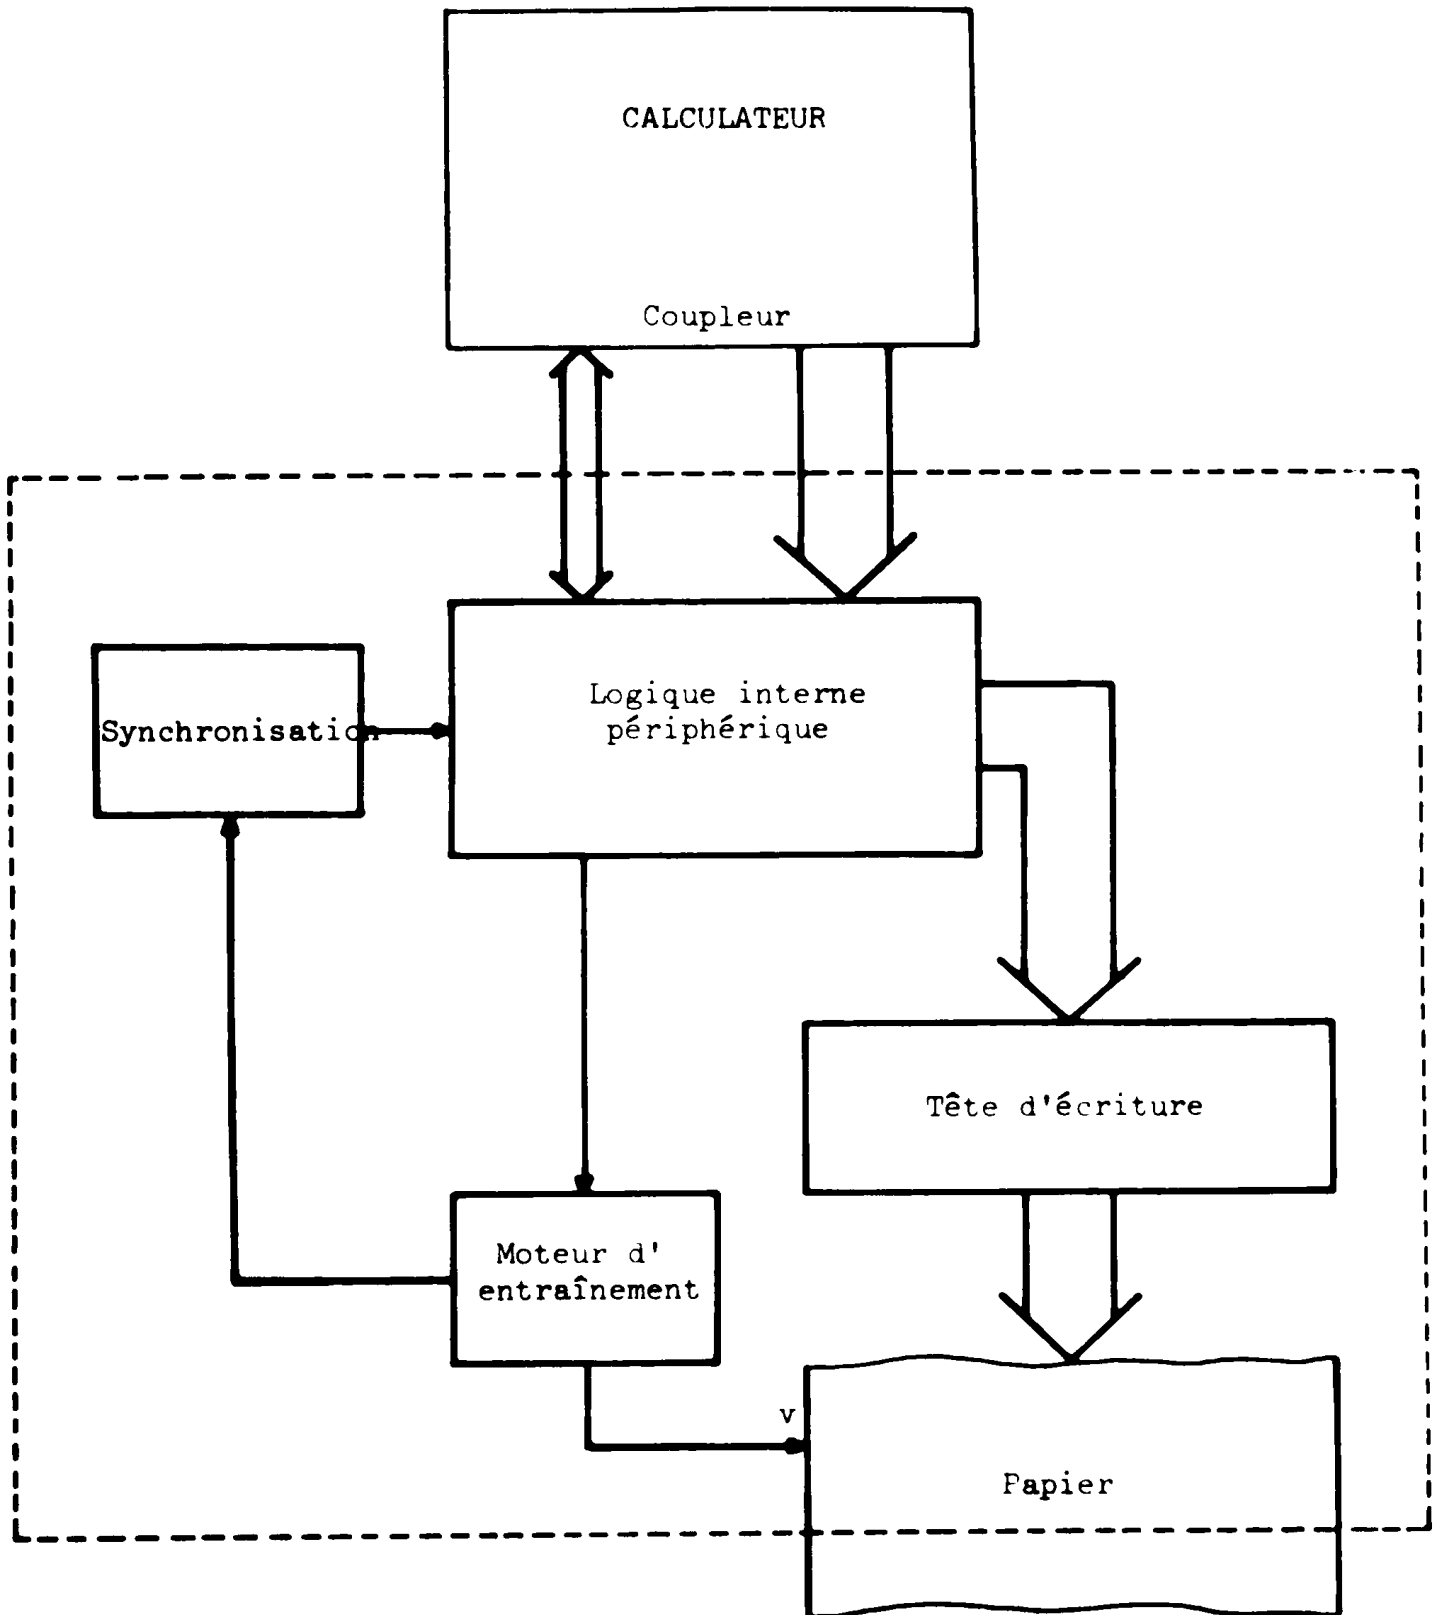 CALCULATEUR
Coupleur
Logique interne
périphérique
Synchronisation
Tête d'écriture
Moteur d'
entraînement
v
Papier